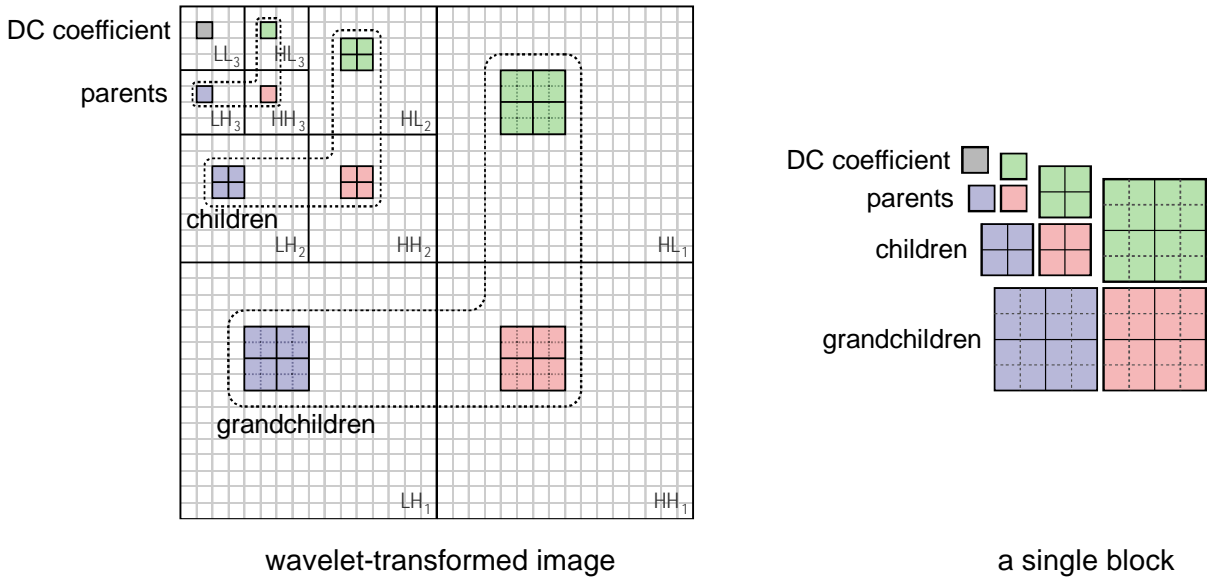 DC coefficient
LL3
HL3
parents
LH3
HH3
HL2
children
LH2
HH2
HL1
grandchildren
LH1
HH1
wavelet-transformed image
DC coefficient
parents
children
grandchildren
a single block